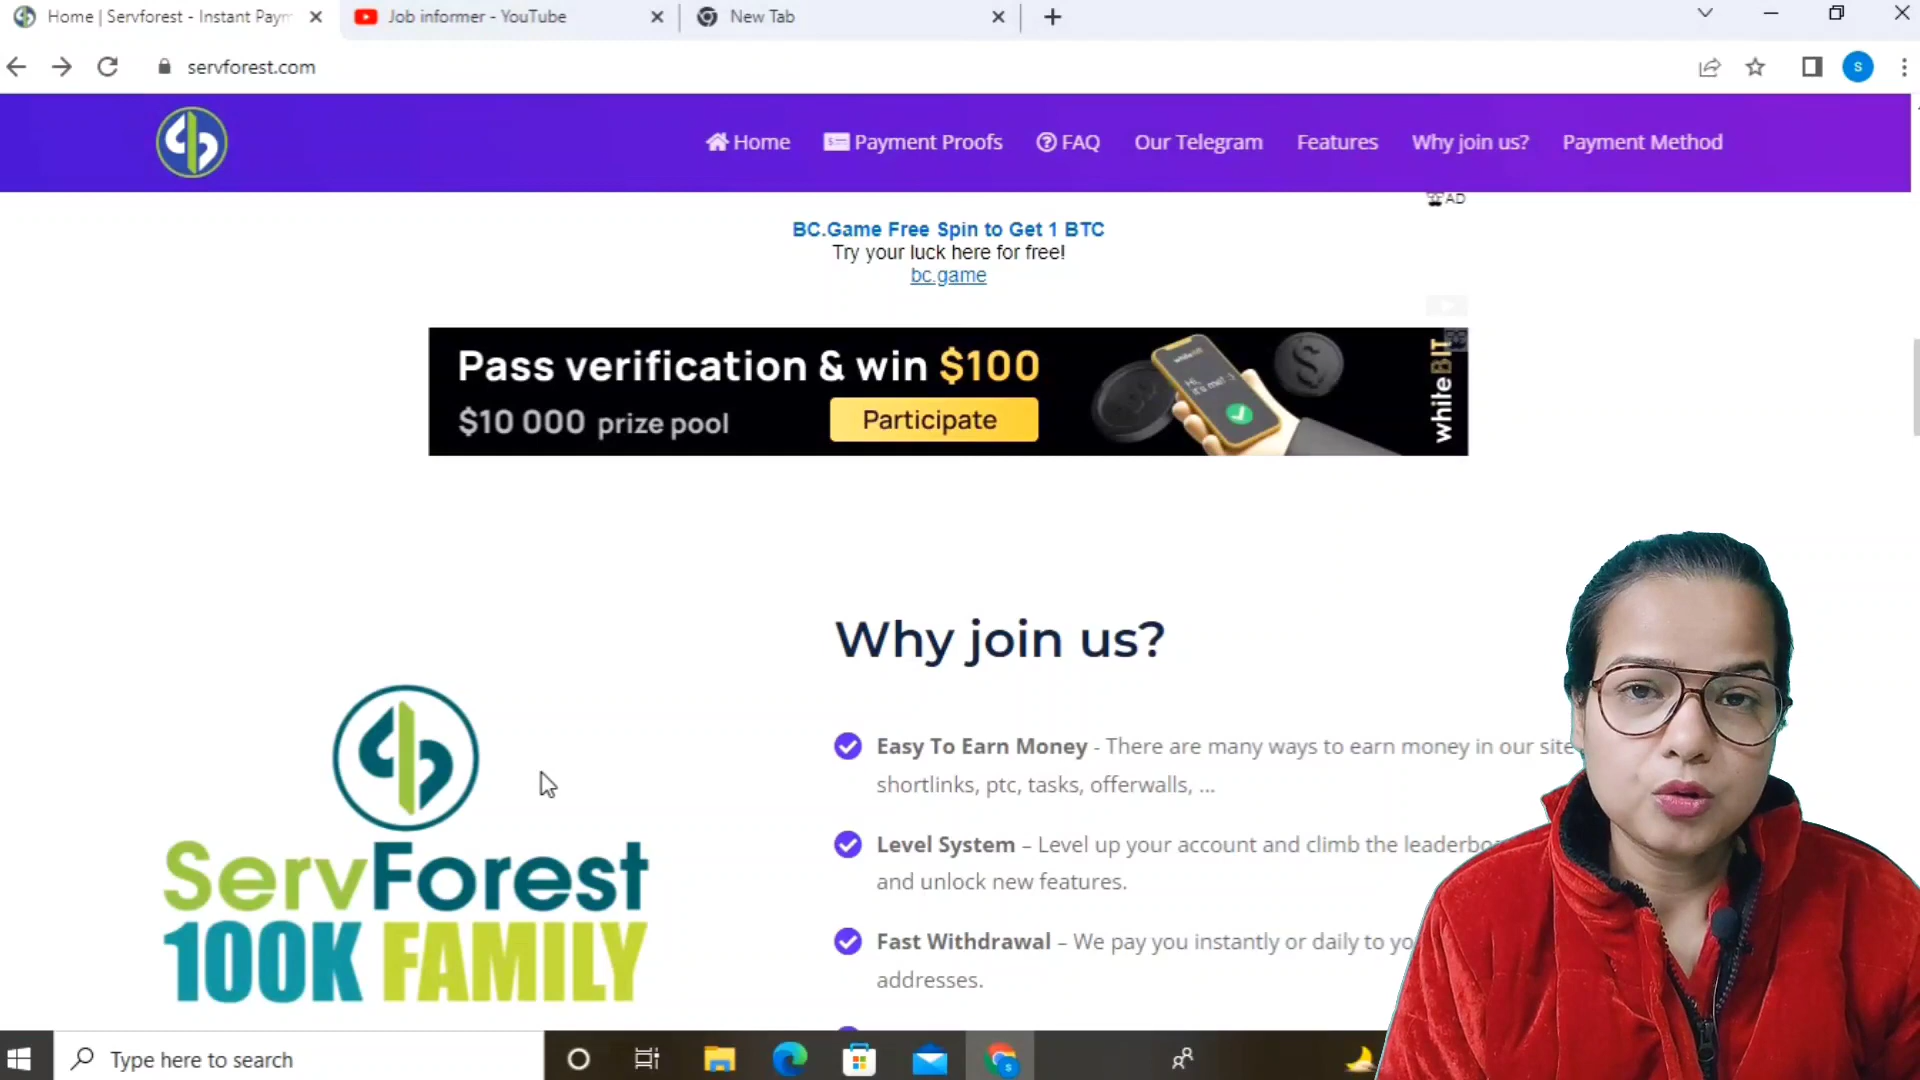 Home | Servforest - Instant Paym
Job informer - YouTube
New Tab
servforest.com
S
Home
Payment Proofs
FAQ
Our Telegram
Features
Why join us?
Payment Method
AD
BC.Game Free Spin to Get 1 BTC
Try your luck here for free!
bc.game
Pass verification & win $100
$10 000 prize pool
Participate
Hi, it's me! :)
whiteBIT
Why join us?
Easy To Earn Money - There are many ways to earn money in our site
shortlinks, ptc, tasks, offerwalls, ...
Level System – Level up your account and climb the leaderbo
and unlock new features.
Fast Withdrawal – We pay you instantly or daily to yo
addresses.
ServForest
100K FAMILY
Type here to search